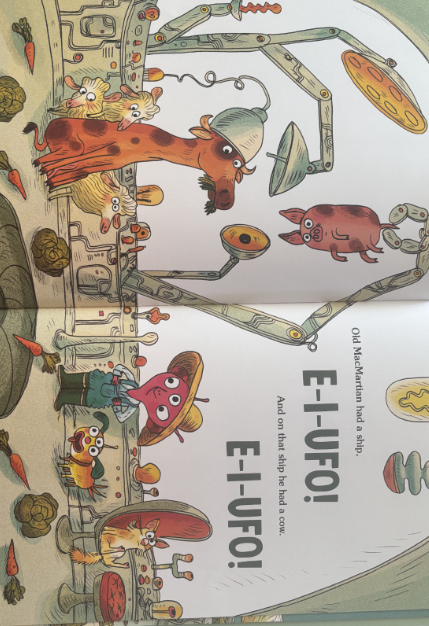 Old MacMartian had a ship.
E-I-UFO!
And on that ship he had a cow.
E-I-UFO!